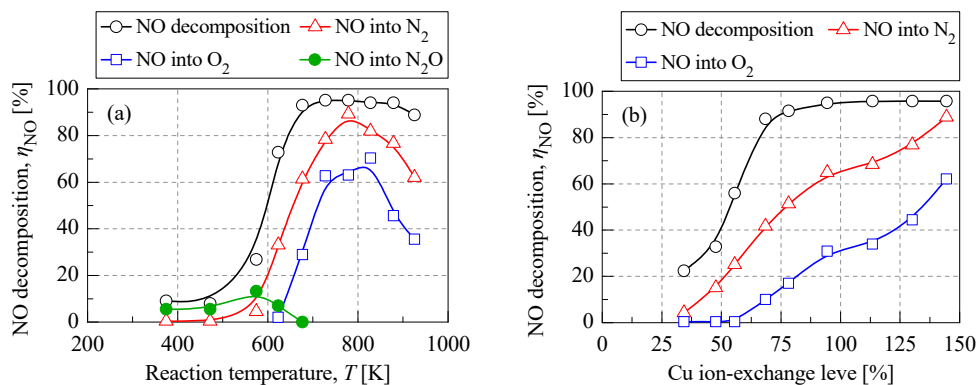 NO decomposition NO into N2
NO into O2 NO into N2O
NO decomposition, ηNO [%]
100
80
60
40
20
0
(a)
200 400 600 800 1000
Reaction temperature, T [K]
NO decomposition NO into N2
NO into O2
NO decomposition, ηNO [%]
100
80
60
40
20
0
(b)
0 25 50 75 100 125 150
Cu ion-exchange leve [%]